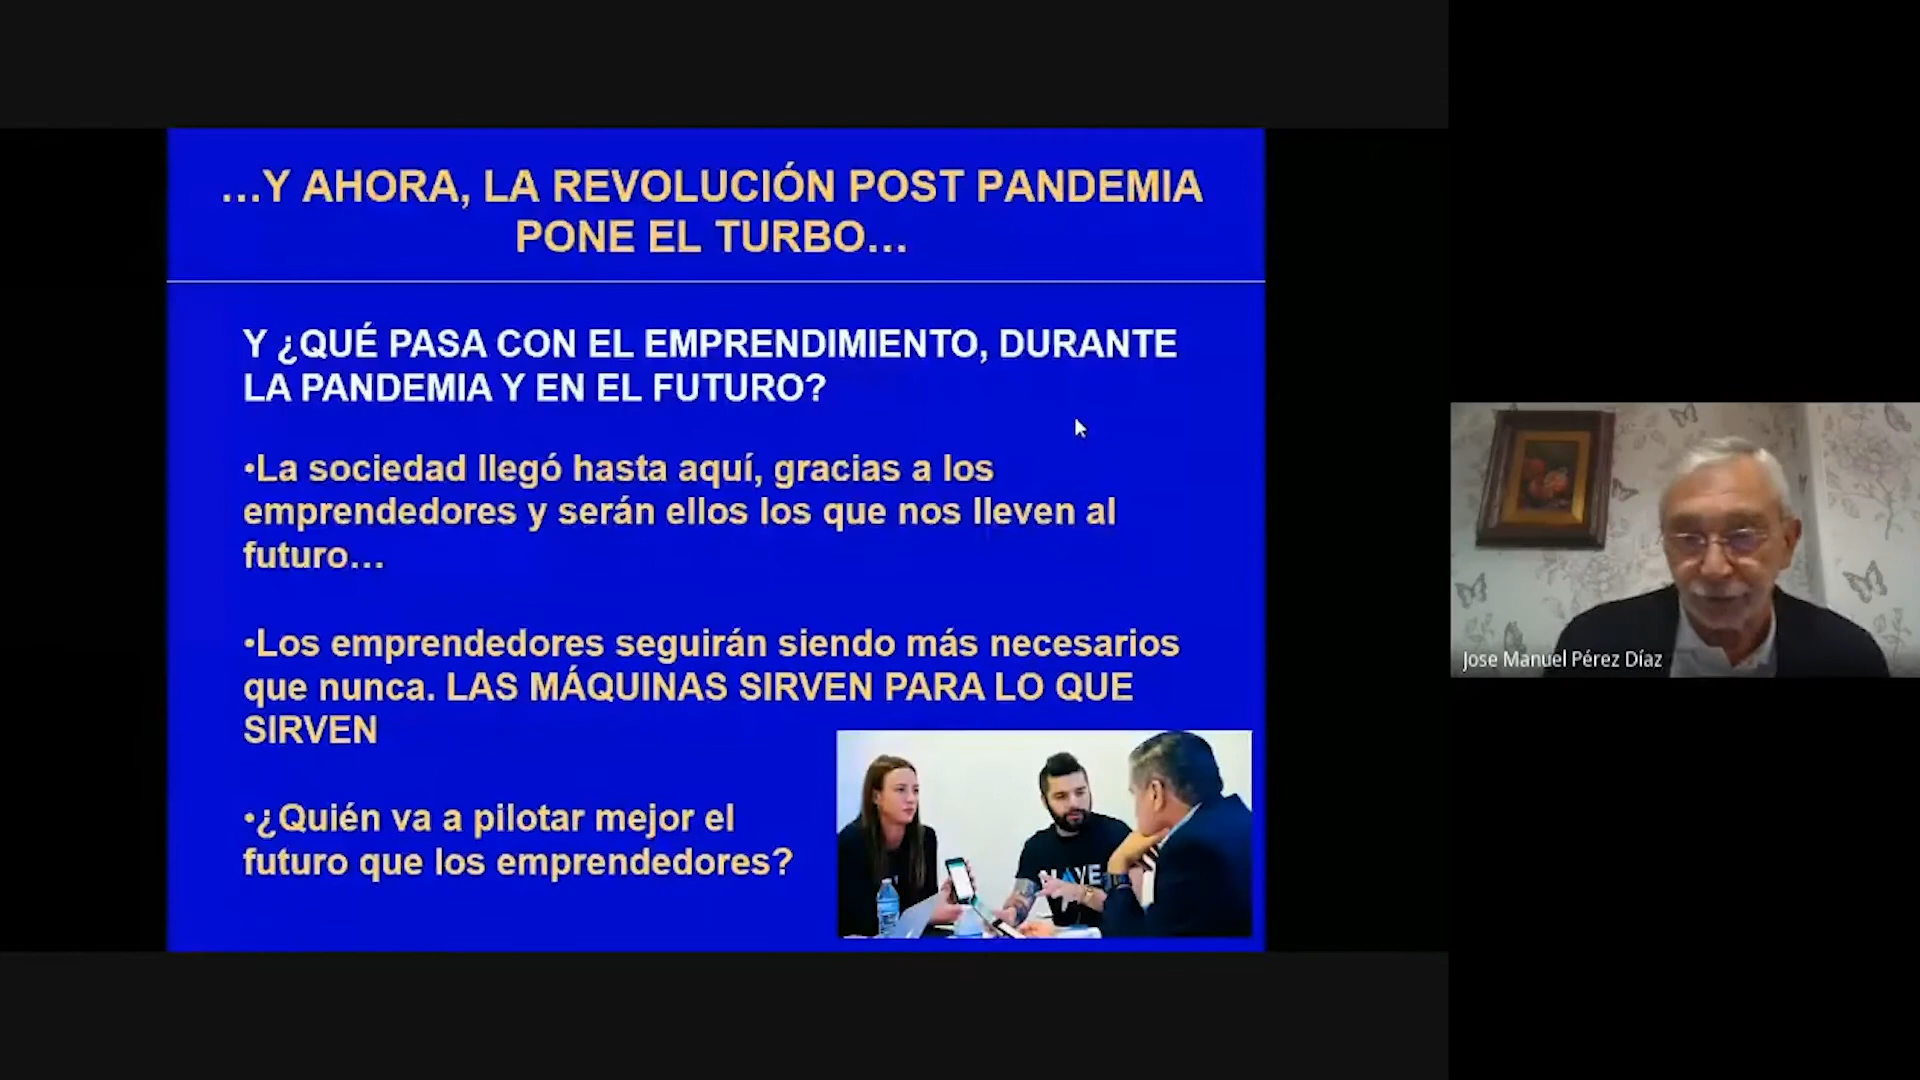 …Y AHORA, LA REVOLUCIÓN POST PANDEMIA
PONE EL TURBO…
Y ¿QUÉ PASA CON EL EMPRENDIMIENTO, DURANTE
LA PANDEMIA Y EN EL FUTURO?
•La sociedad llegó hasta aquí, gracias a los
emprendedores y serán ellos los que nos lleven al
futuro…
•Los emprendedores seguirán siendo más necesarios
que nunca. LAS MÁQUINAS SIRVEN PARA LO QUE
SIRVEN
•¿Quién va a pilotar mejor el
futuro que los emprendedores?
Jose Manuel Pérez Díaz